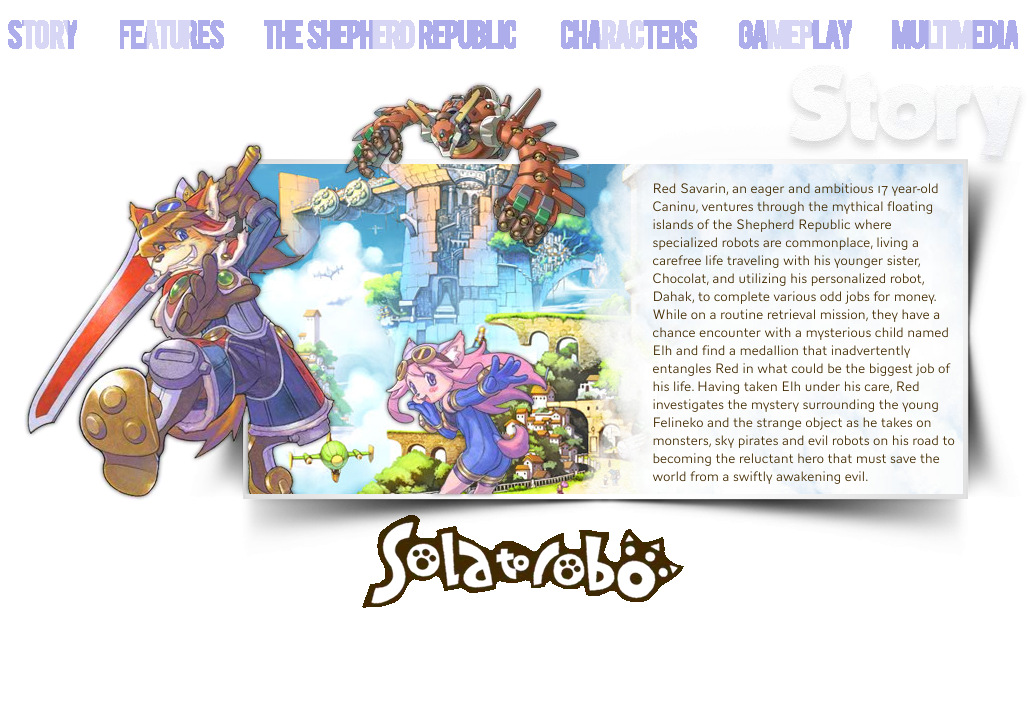 STORY FEATURES THE SHEPHERD REPUBLIC CHARACTERS GAMEPLAY MULTIMEDIA
Story
Red Savarin, an eager and ambitious 17 year-old
Caninu, ventures through the mythical floating
islands of the Shepherd Republic where
specialized robots are commonplace, living a
carefree life traveling with his younger sister,
Chocolat, and utilizing his personalized robot,
Dahak, to complete various odd jobs for money.
While on a routine retrieval mission, they have a
chance encounter with a mysterious child named
Elh and find a medallion that inadvertently
entangles Red in what could be the biggest job of
his life. Having taken Elh under his care, Red
investigates the mystery surrounding the young
Felineko and the strange object as he takes on
monsters, sky pirates and evil robots on his road to
becoming the reluctant hero that must save the
world from a swiftly awakening evil.
Solatorobo